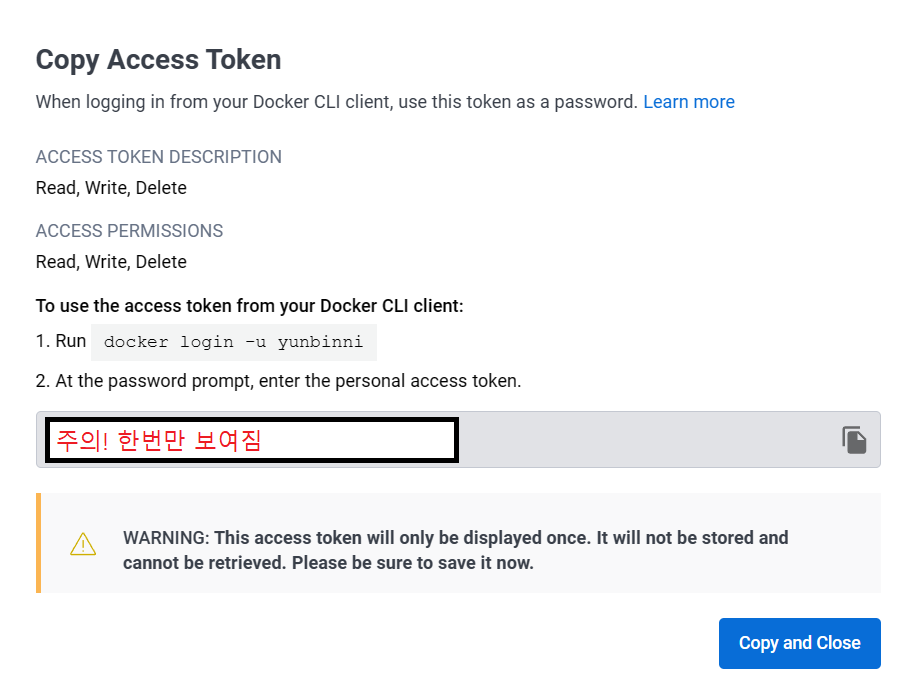 Copy Access Token
When logging in from your Docker CLI client, use this token as a password. Learn more
ACCESS TOKEN DESCRIPTION
Read, Write, Delete
ACCESS PERMISSIONS
Read, Write, Delete
To use the access token from your Docker CLI client:
1. Run docker login -u yunbinni
2. At the password prompt, enter the personal access token.
주의! 한번만 보여짐
WARNING: This access token will only be displayed once. It will not be stored and
cannot be retrieved. Please be sure to save it now.
Copy and Close